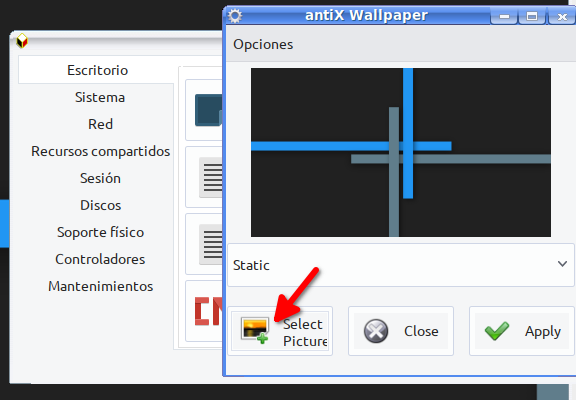 antiX Wallpaper
Opciones
Escritorio
Sistema
Red
Recursos compartidos
Sesión
Discos
Soporte físico
Controladores
Mantenimientos
Static
Select
Picture
Close
Apply